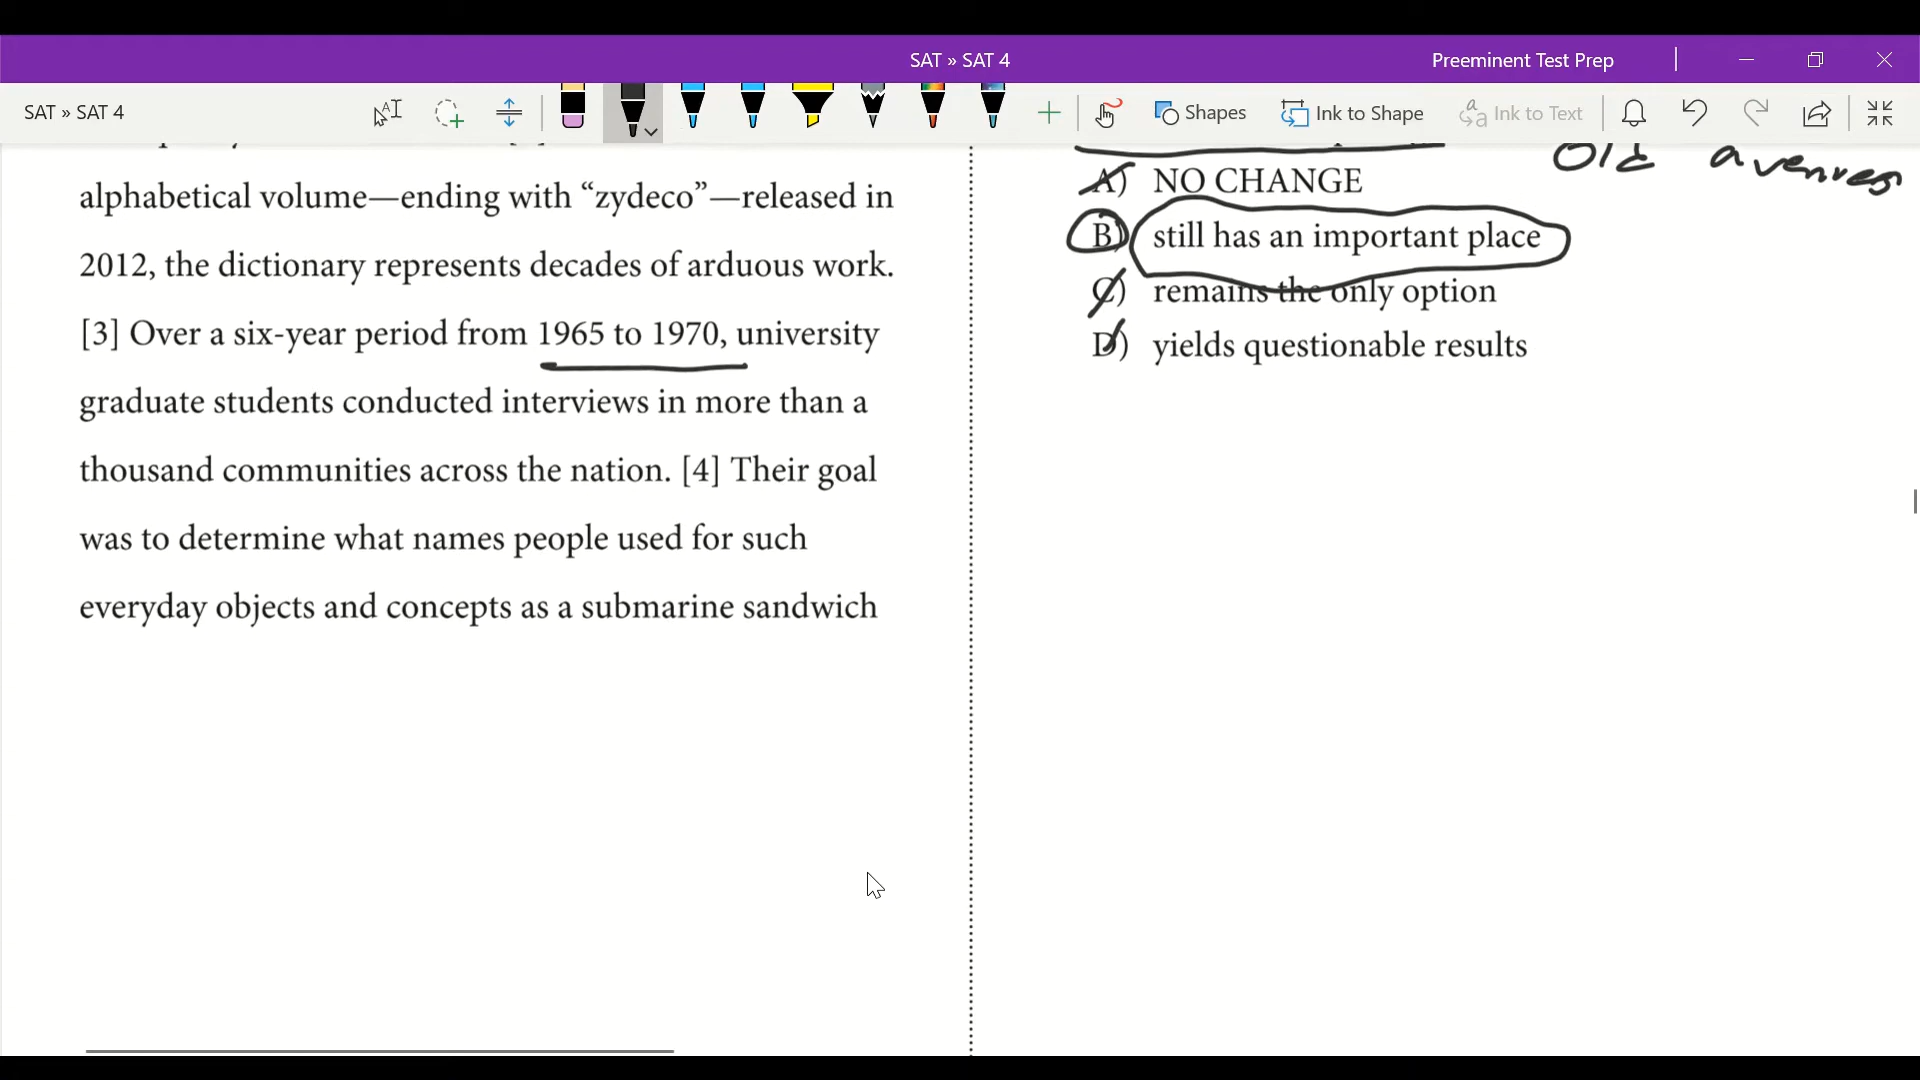 SAT » SAT 4
Preeminent Test Prep
SAT » SAT 4
Shapes
Ink to Shape
Ink to Text
alphabetical volume—ending with “zydeco”—released in
2012, the dictionary represents decades of arduous work.
[3] Over a six-year period from 1965 to 1970, university
graduate students conducted interviews in more than a
thousand communities across the nation. [4] Their goal
was to determine what names people used for such
everyday objects and concepts as a submarine sandwich
Old avenues
A) NO CHANGE
B) still has an important place
C) remains the only option
D) yields questionable results